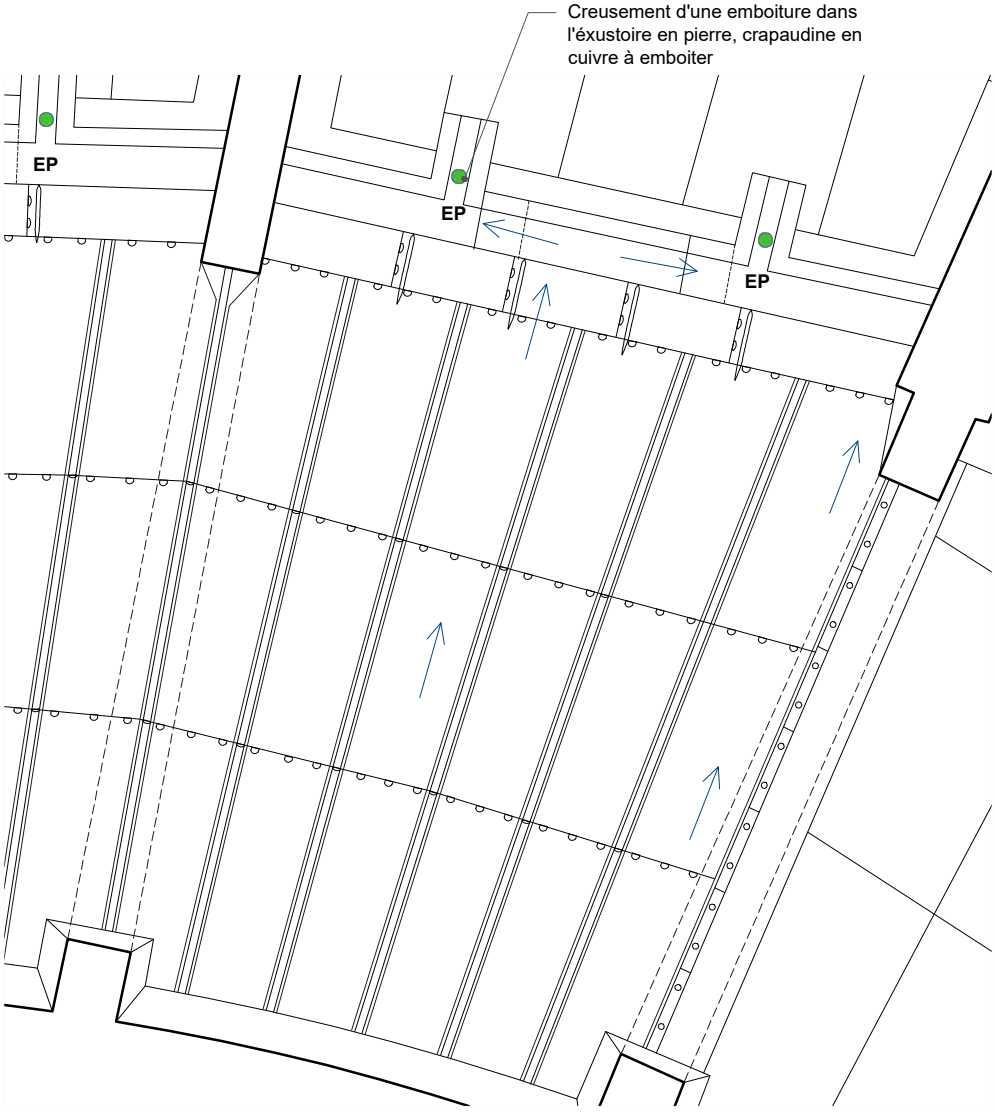 Creusement d'une emboiture dans
l'éxustoire en pierre, crapaudine en
cuivre à emboiter
EP
EP
EP